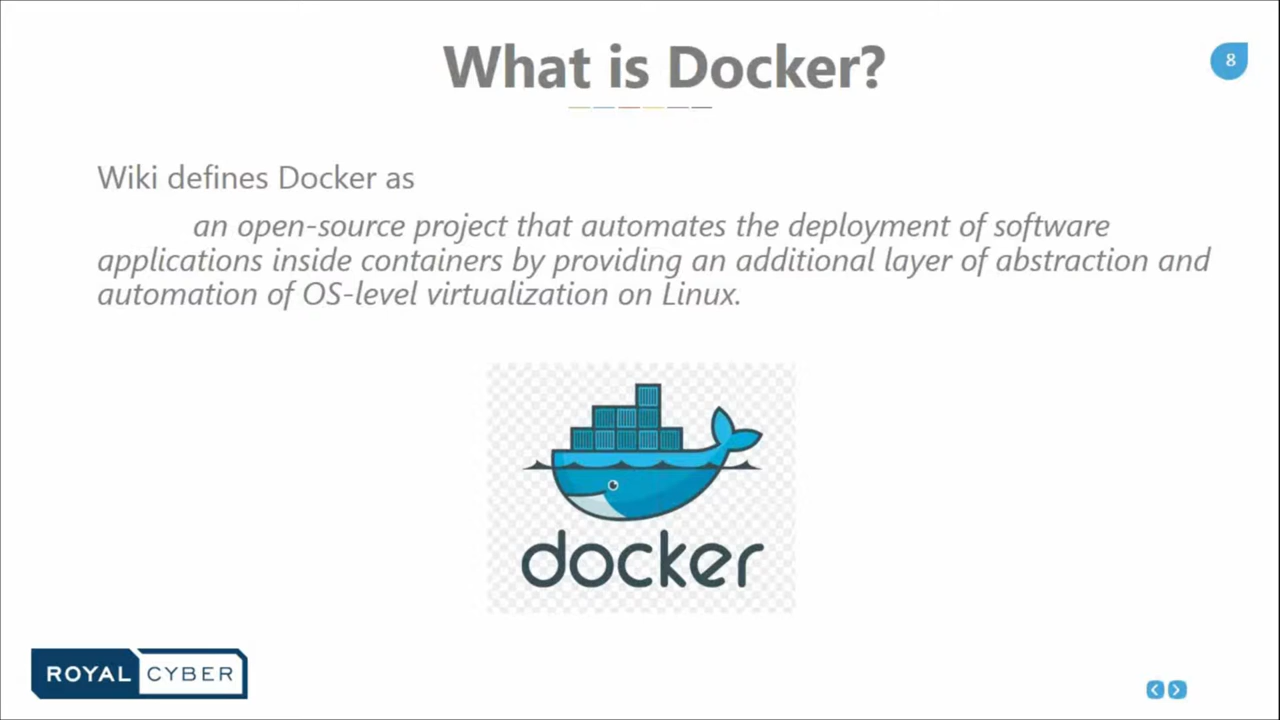 What is Docker?
8
Wiki defines Docker as
an open-source project that automates the deployment of software
applications inside containers by providing an additional layer of abstraction and
automation of OS-level virtualization on Linux.
docker
ROYAL CYBER